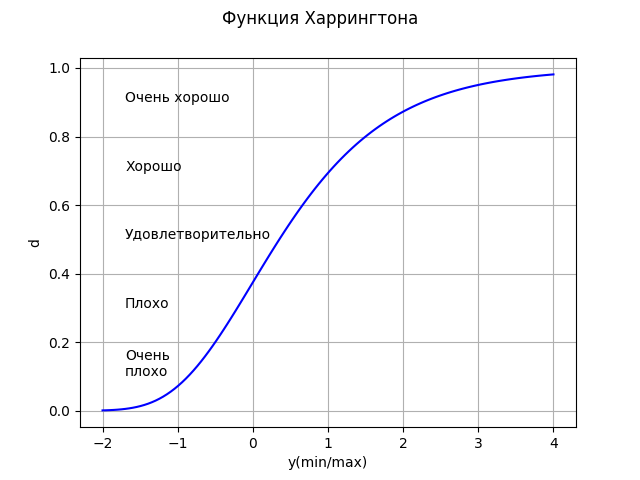 Функция Харрингтона
1.0
Очень хорошо
0.8
Хорошо
0.6
Удовлетворительно
d
0.4
Плохо
0.2
Очень
плохо
0.0
−2 −1 0 1 2 3 4
y(min/max)